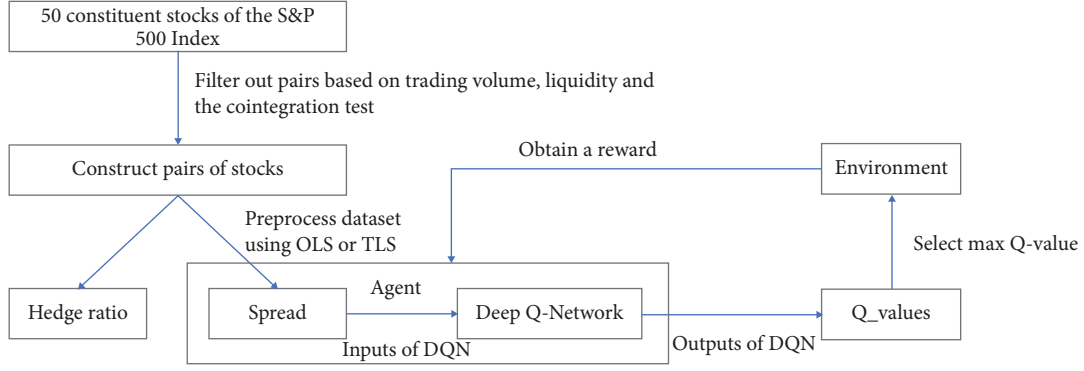 50 constituent stocks of the S&P
500 Index
Filter out pairs based on trading volume, liquidity and
the cointegration test
Construct pairs of stocks
Obtain a reward
Environment
Preprocess dataset
using OLS or TLS
Select max Q-value
Agent
Hedge ratio
Spread
Deep Q-Network
Q_values
Inputs of DQN
Outputs of DQN